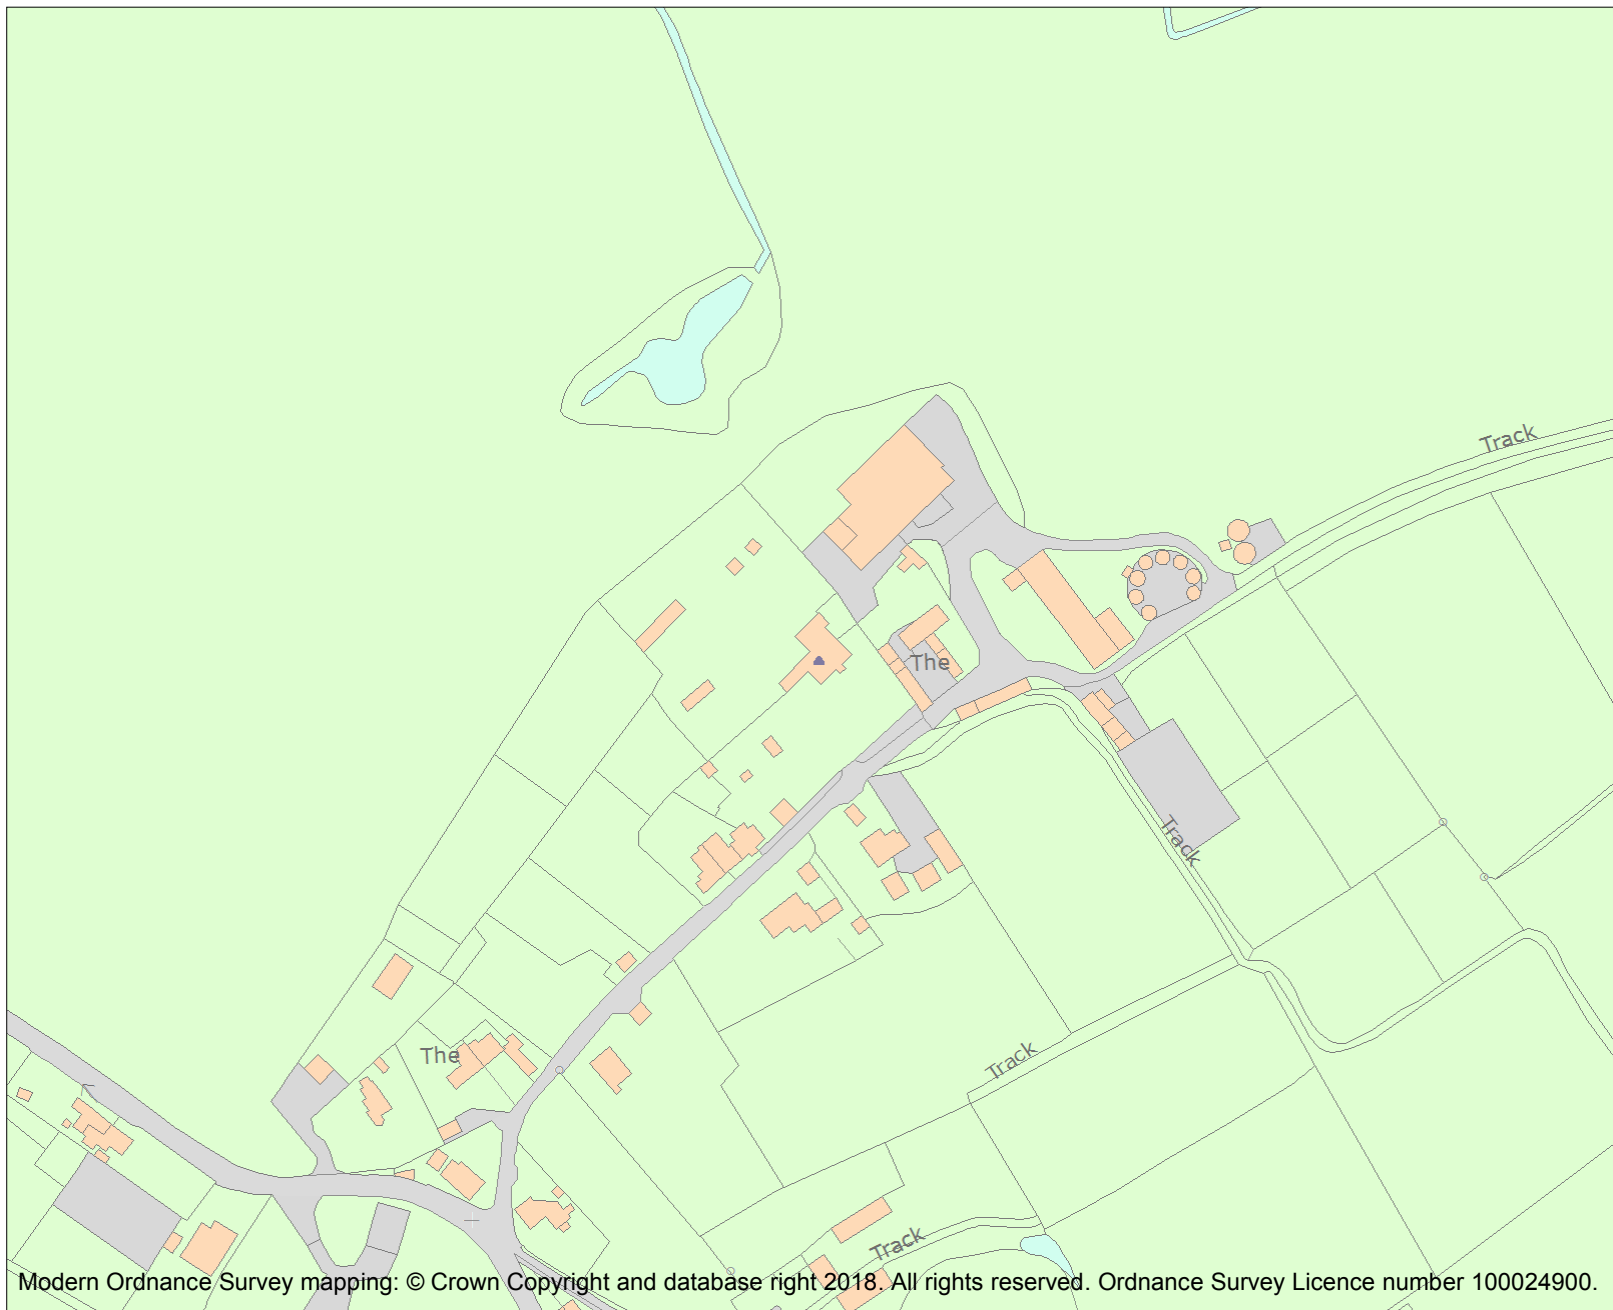 Track
The
Track
Track
The
Track
Modern Ordnance Survey mapping: © Crown Copyright and database right 2018. All rights reserved. Ordnance Survey Licence number 100024900.